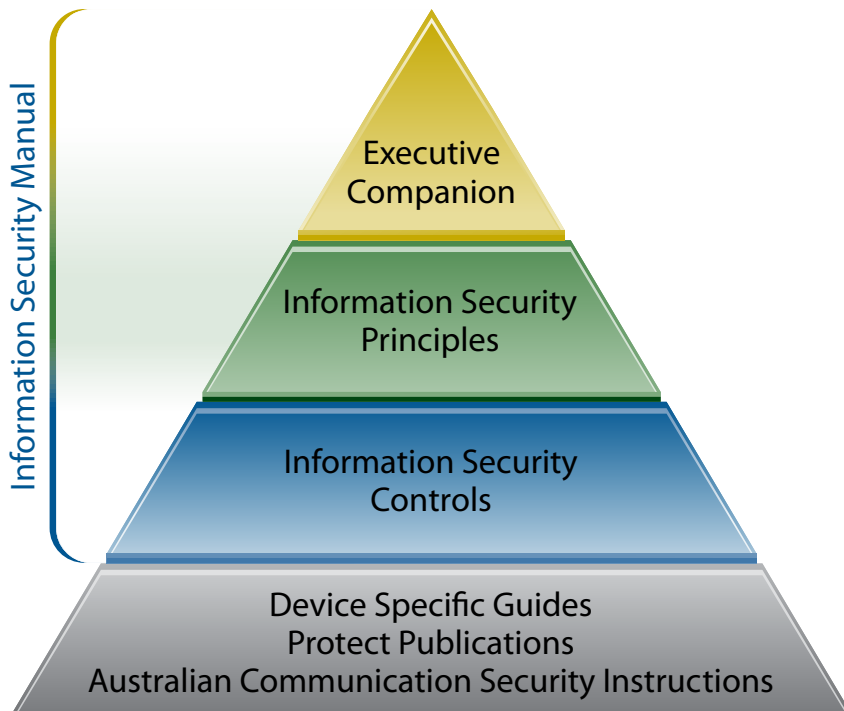 Information Security Manual
Executive
Companion
Information Security
Principles
Information Security
Controls
Device Specific Guides
Protect Publications
Australian Communication Security Instructions